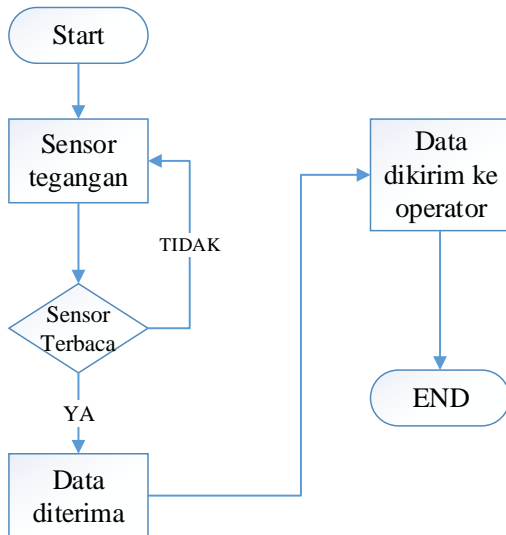 Start
Sensor
tegangan
TIDAK
Sensor
Terbaca
YA
Data
diterima
Data
dikirim ke
operator
END